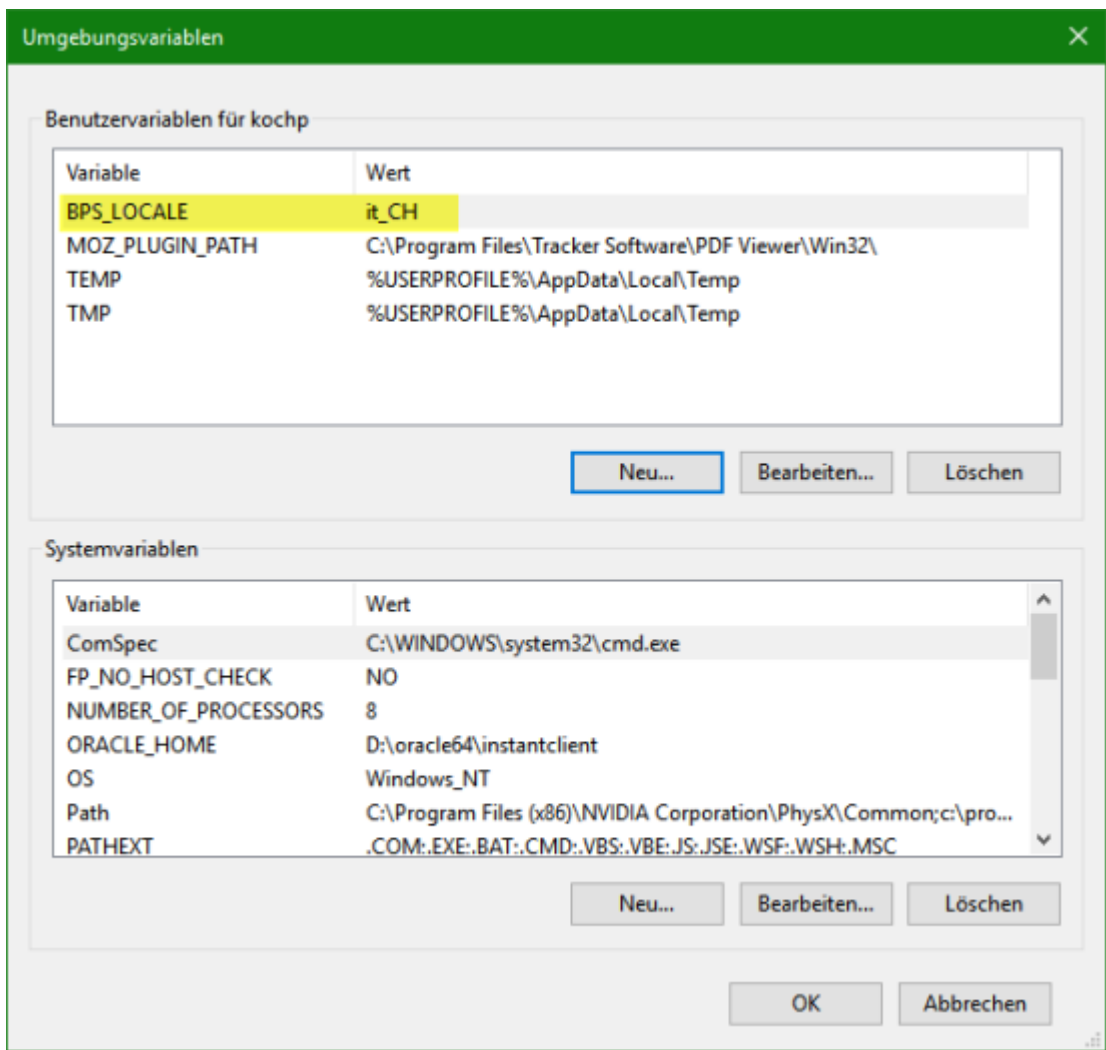 Umgebungsvariablen
Benutzervariablen für kochp
Variable Wert
BPS_LOCALE it_CH
MOZ_PLUGIN_PATH C:\Program Files\Tracker Software\PDF Viewer\Win32\
TEMP %USERPROFILE%\AppData\Local\Temp
TMP %USERPROFILE%\AppData\Local\Temp
Neu... Bearbeiten... Löschen
Systemvariablen
Variable Wert
ComSpec C:\WINDOWS\system32\cmd.exe
FP_NO_HOST_CHECK NO
NUMBER_OF_PROCESSORS 8
ORACLE_HOME D:\oracle64\instantclient
OS Windows_NT
Path C:\Program Files (x86)\NVIDIA Corporation\PhysX\Common;c:\pro...
PATHEXT .COM;.EXE;.BAT;.CMD;.VBS;.VBE;.JS;.JSE;.WSF;.WSH;.MSC
Neu... Bearbeiten... Löschen
OK Abbrechen